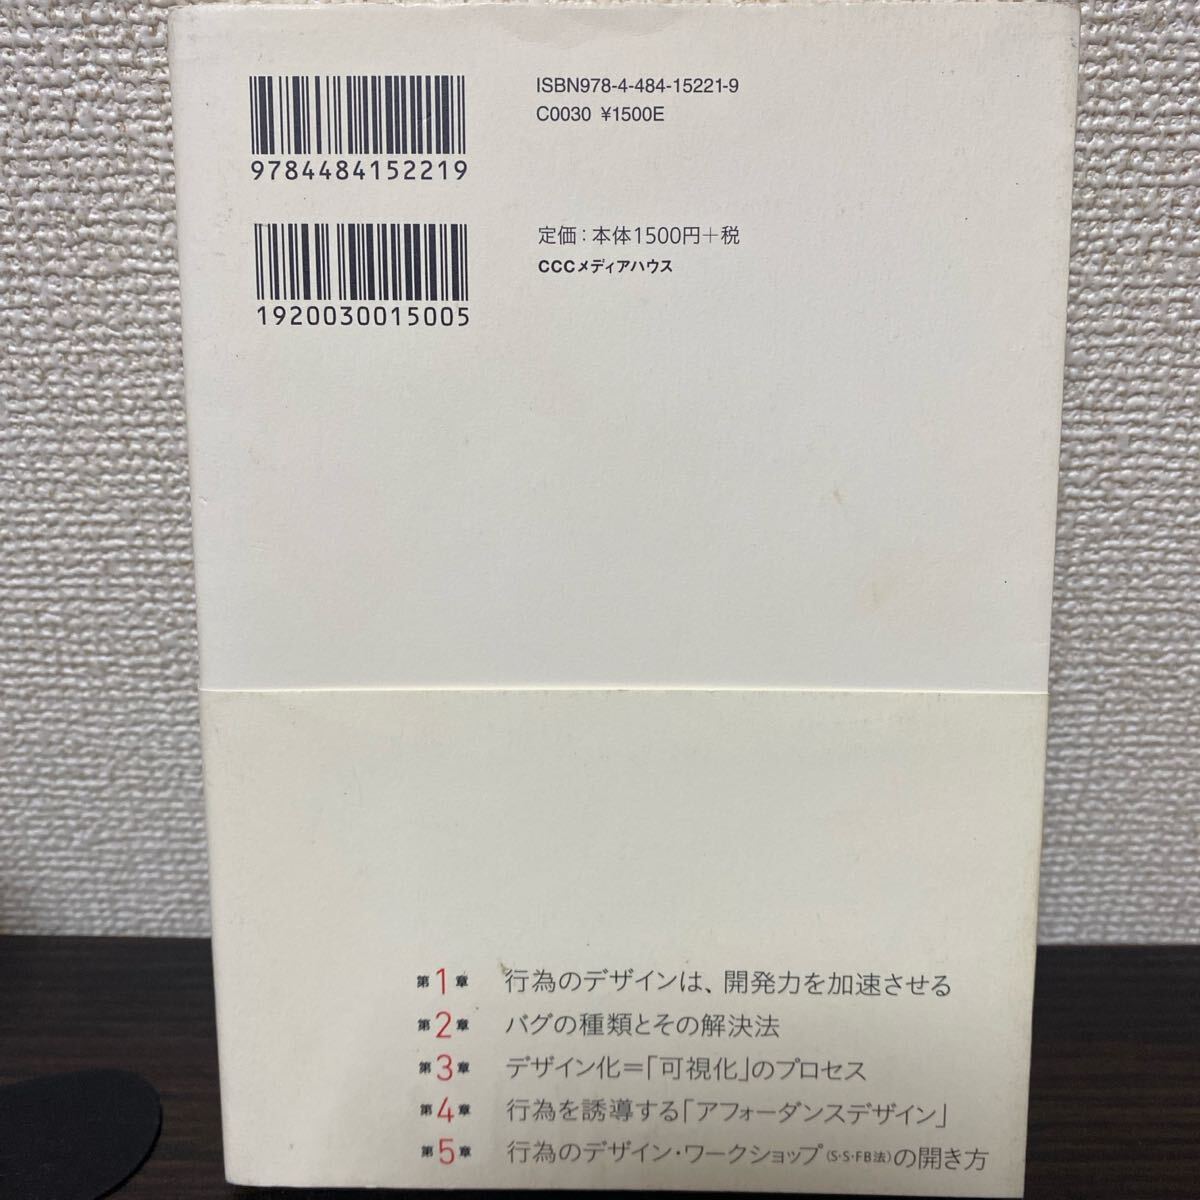 ISBN978-4-484-15221-9
C0030 ¥1500E
9784484152219
定価：本体1500円＋税
CCCメディアハウス
1920030015005
第1章 行為のデザインは、開発力を加速させる
第2章 バグの種類とその解決法
第3章 デザイン化＝「可視化」のプロセス
第4章 行為を誘導する「アフォーダンスデザイン」
第5章 行為のデザイン・ワークショップ（S・S・FB法）の開き方